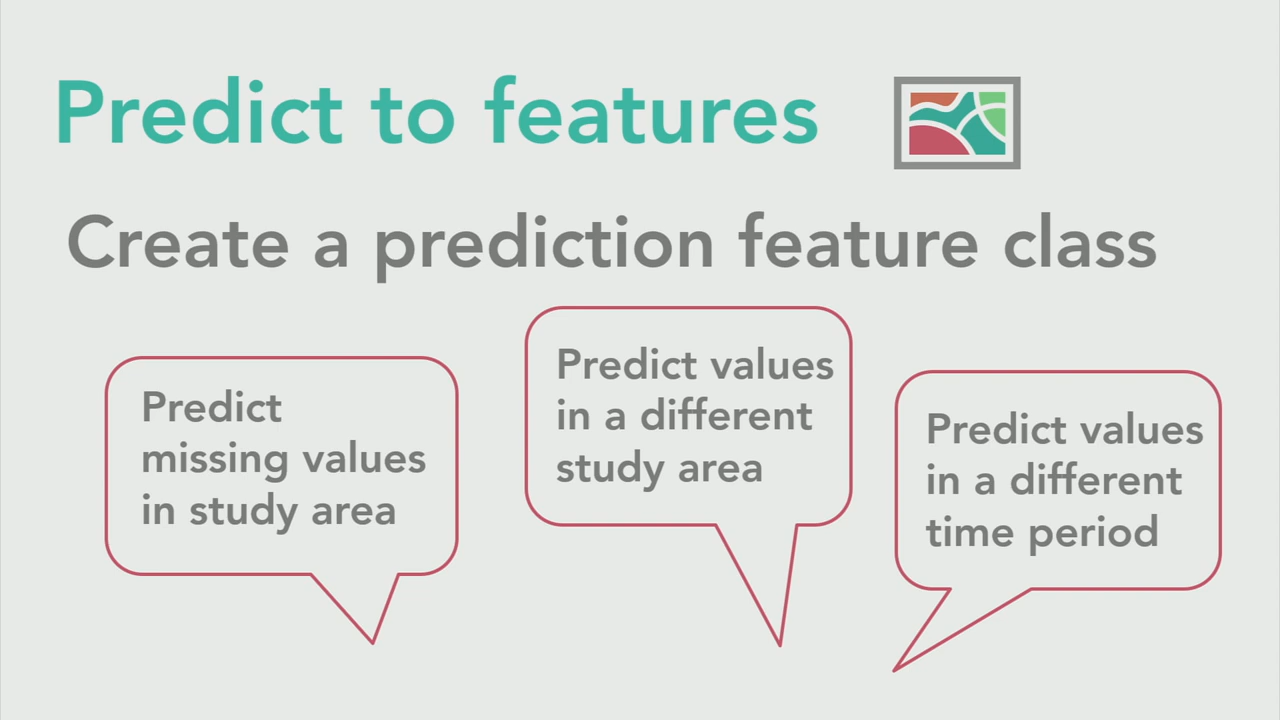 Predict to features
Create a prediction feature class
Predict
missing values
in study area
Predict values
in a different
study area
Predict values
in a different
time period